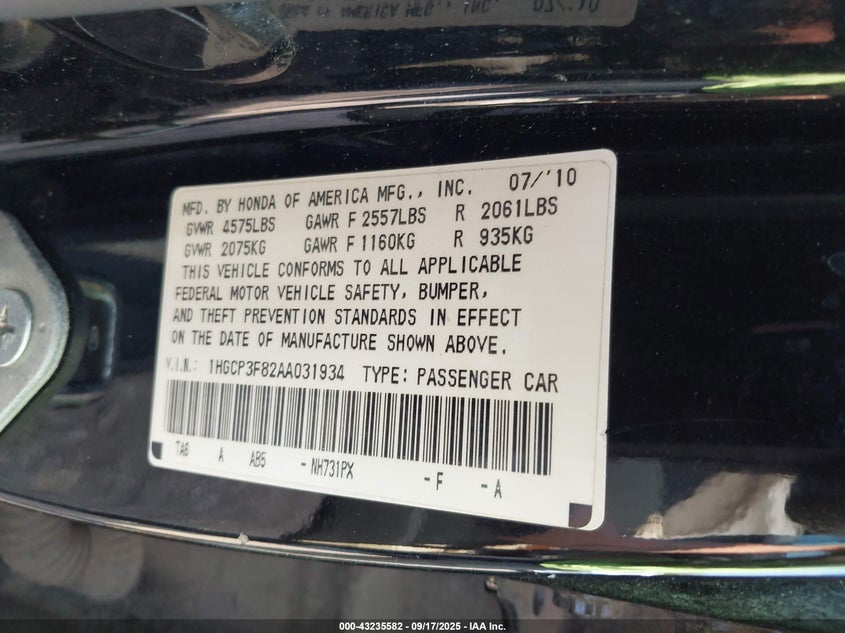 MFD. BY HONDA OF AMERICA MFG., INC. 07/'10
GVWR 4575LBS GAWR F 2557LBS R 2061LBS
GVWR 2075KG GAWR F 1160KG R 935KG
THIS VEHICLE CONFORMS TO ALL APPLICABLE
FEDERAL MOTOR VEHICLE SAFETY, BUMPER,
AND THEFT PREVENTION STANDARDS IN EFFECT
ON THE DATE OF MANUFACTURE SHOWN ABOVE.
V.I.N.: 1HGCP3F82AA031934 TYPE: PASSENGER CAR
TA6 A AB5 - NH731PX - F - A
000-43235582 - 09/17/2025 - IAA Inc.